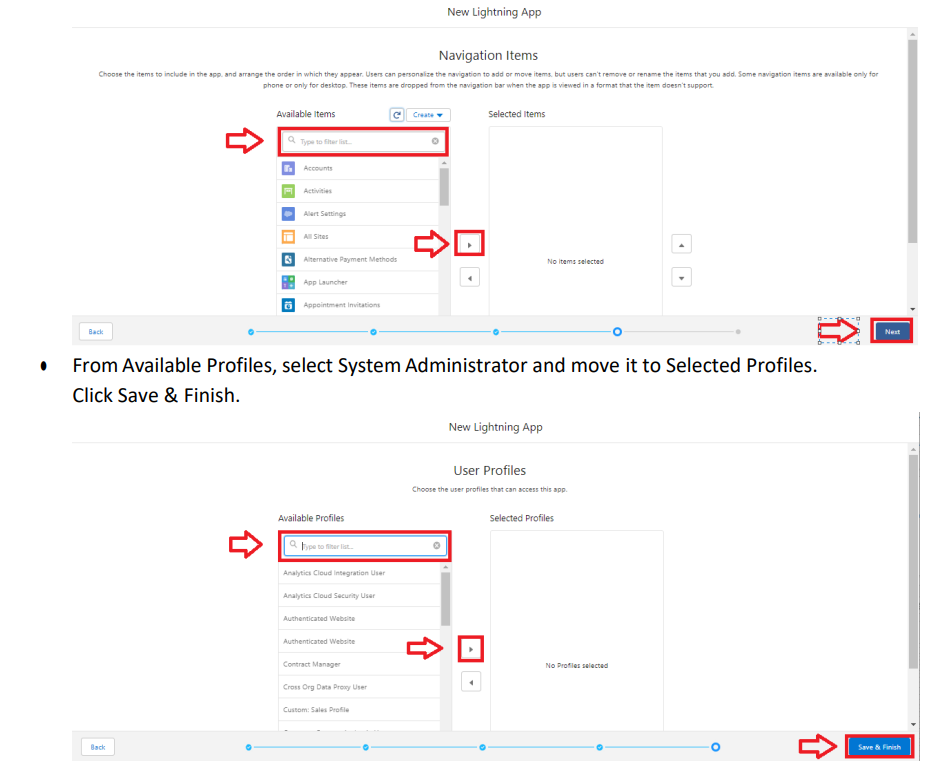 New Lightning App
Navigation Items
Choose the items to include in the app, and arrange the order in which they appear. Users can personalize the navigation to add or move items, but users can't remove or rename the items that you add. Some navigation items are available only for
phone or only for desktop. These items are dropped from the navigation bar when the app is viewed in a format that the item doesn't support.
Available Items
Create
Selected Items
Type to filter list...
Accounts
Activities
Alert Settings
All Sites
Alternative Payment Methods
App Launcher
Appointment Invitations
No items selected
Back
Next
• From Available Profiles, select System Administrator and move it to Selected Profiles.
Click Save & Finish.
New Lightning App
User Profiles
Choose the user profiles that can access this app.
Available Profiles
Selected Profiles
Type to filter list...
Analytics Cloud Integration User
Analytics Cloud Security User
Authenticated Website
Authenticated Website
Contract Manager
Cross Org Data Proxy User
Custom: Sales Profile
No Profiles selected
Back
Save & Finish